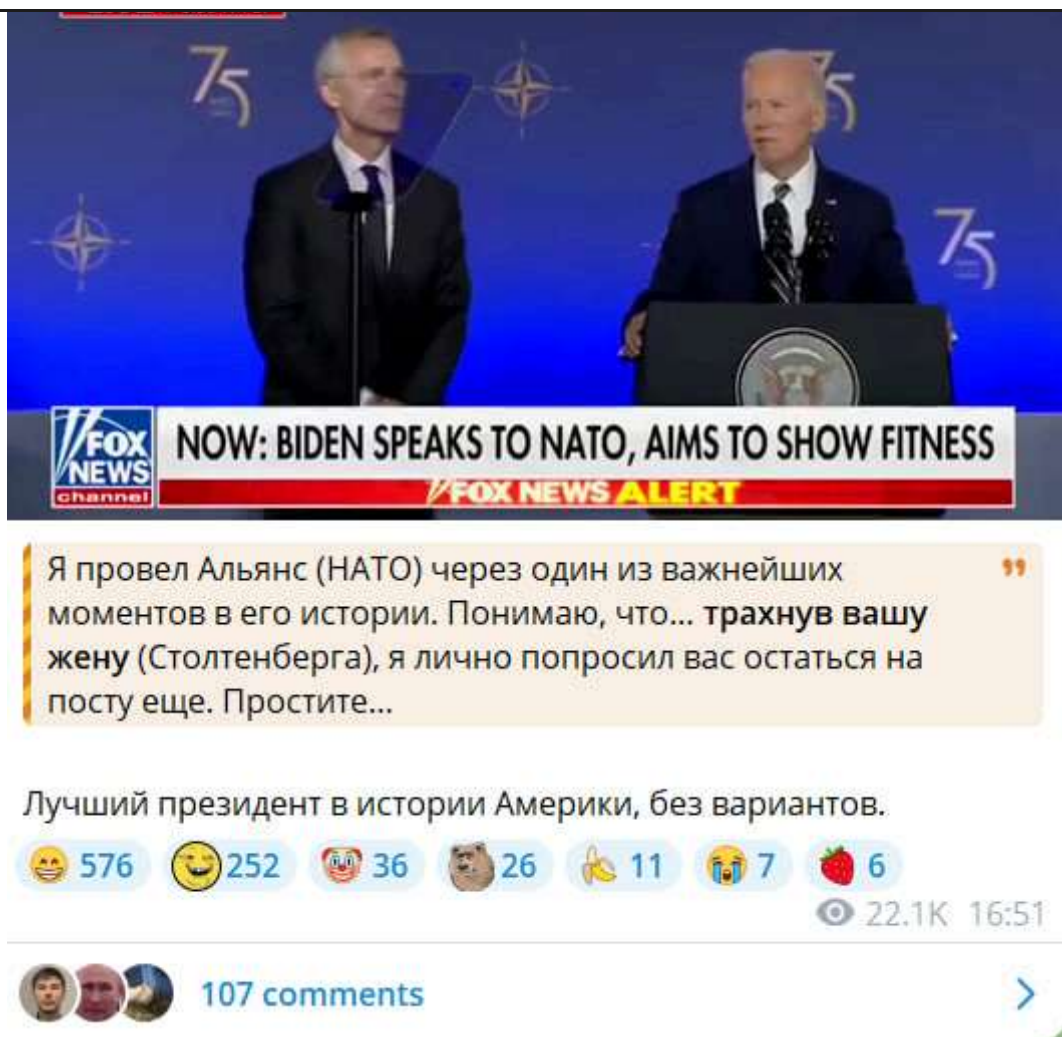 75
75
75
FOX
NEWS
channel
NOW: BIDEN SPEAKS TO NATO, AIMS TO SHOW FITNESS
FOX NEWS ALERT
Я провел Альянс (НАТО) через один из важнейших
моментов в его истории. Понимаю, что... трахнув вашу
жену (Столтенберга), я лично попросил вас остаться на
посту еще. Простите...
Лучший президент в истории Америки, без вариантов.
576 252 36 26 11 7 6
22.1K 16:51
107 comments